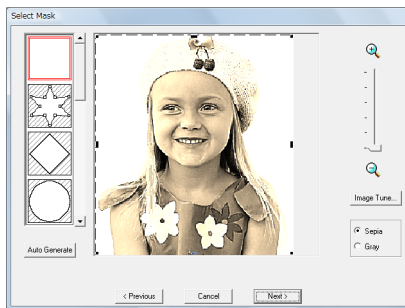 Select Mask
Auto Generate
Image Tune...
Sepia
Gray
< Previous
Cancel
Next >